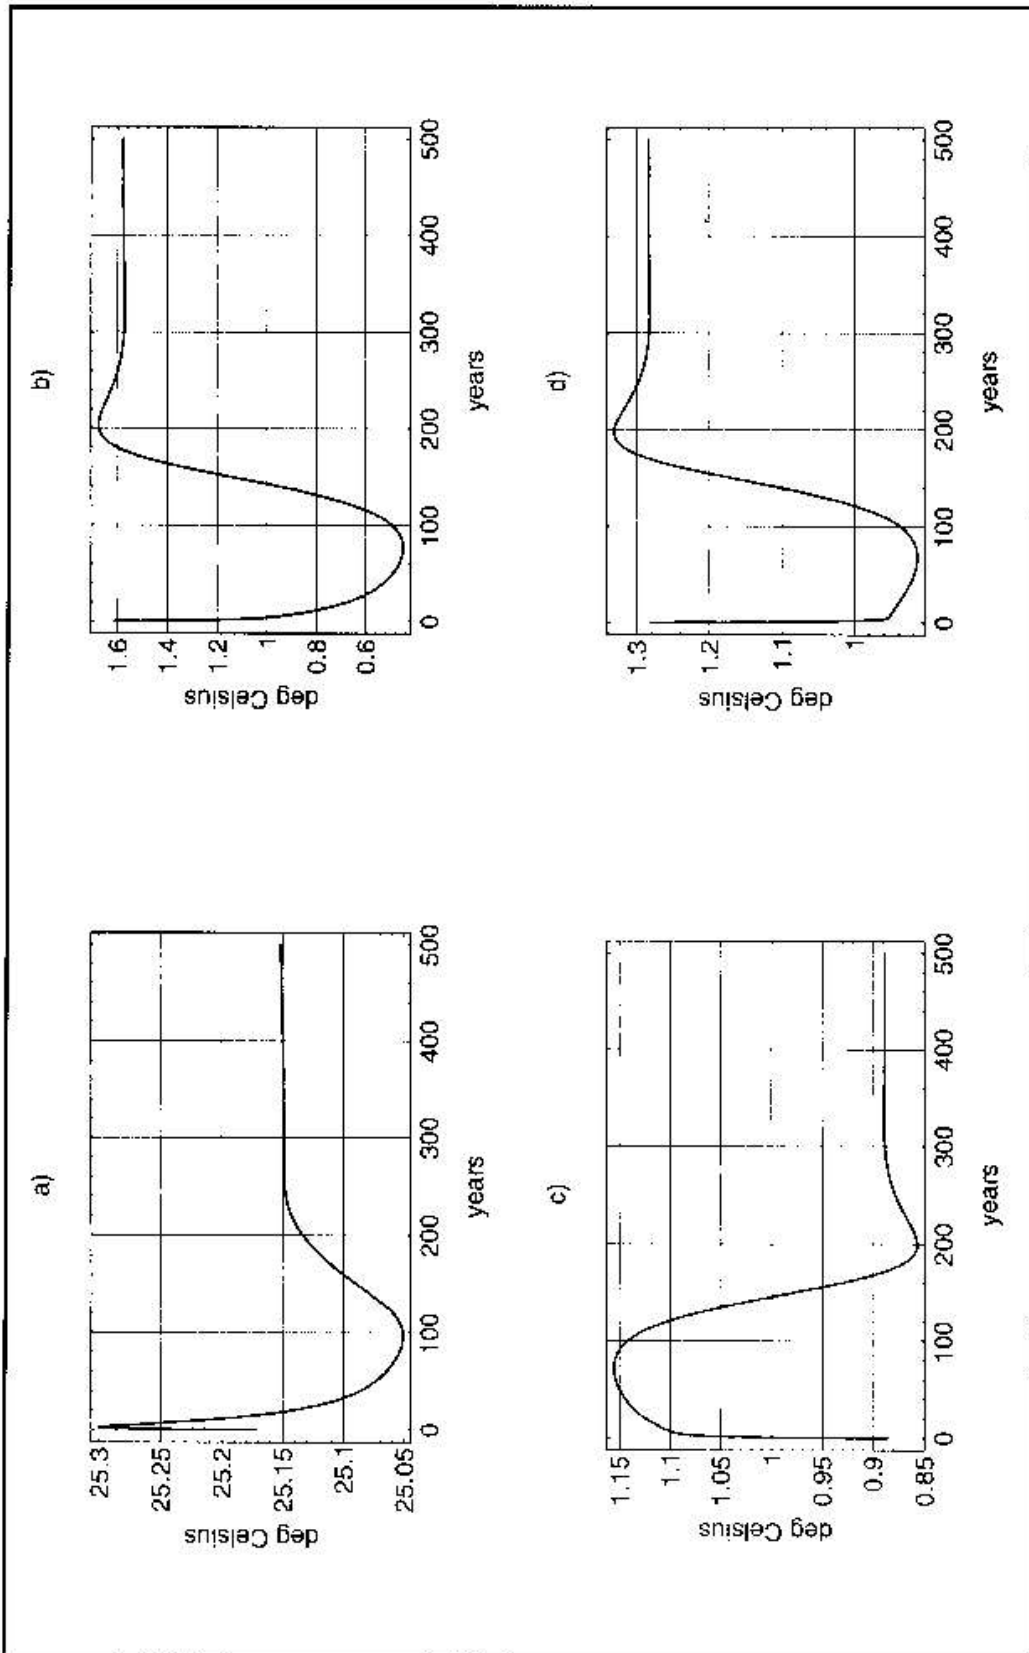 a)
25.3
25.25
25.2
25.15
25.1
25.05
deg Celsius
0 100 200 300 400 500
years
b)
1.6
1.4
1.2
1
0.8
0.6
deg Celsius
0 100 200 300 400 500
years
c)
1.15
1.1
1.05
1
0.95
0.9
0.85
deg Celsius
0 100 200 300 400 500
years
d)
1.3
1.2
1.1
1
deg Celsius
0 100 200 300 400 500
years